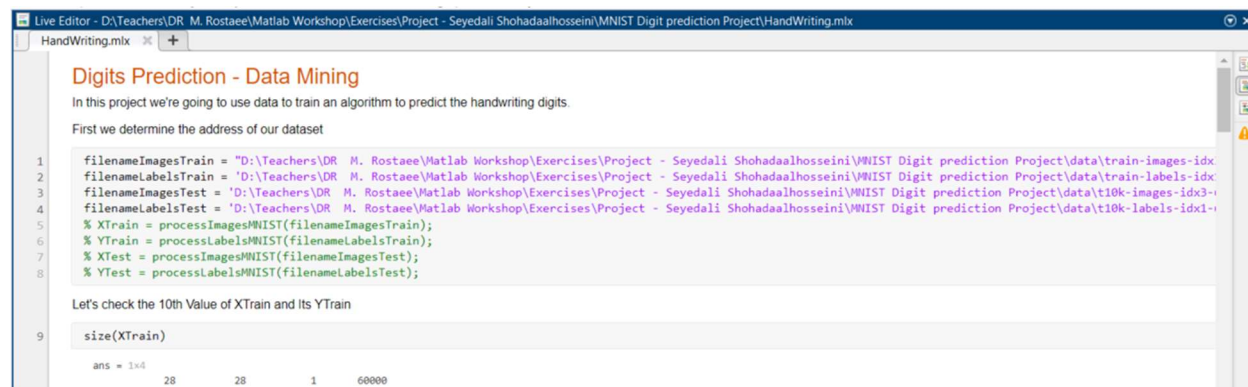 Live Editor - D:\Teachers\DR M. Rostaee\Matlab Workshop\Exercises\Project - Seyedali Shohadaalhosseini\MNIST Digit prediction Project\HandWriting.mlx
HandWriting.mlx
Digits Prediction - Data Mining
In this project we're going to use data to train an algorithm to predict the handwriting digits.
First we determine the address of our dataset
1 filenameImagesTrain = "D:\Teachers\DR  M. Rostaee\Matlab Workshop\Exercises\Project - Seyedali Shohadaalhosseini\MNIST Digit prediction Project\data\train-images-idx
2 filenameLabelsTrain = "D:\Teachers\DR  M. Rostaee\Matlab Workshop\Exercises\Project - Seyedali Shohadaalhosseini\MNIST Digit prediction Project\data\train-labels-idx
3 filenameImagesTest = 'D:\Teachers\DR  M. Rostaee\Matlab Workshop\Exercises\Project - Seyedali Shohadaalhosseini\MNIST Digit prediction Project\data\t10k-images-idx3-
4 filenameLabelsTest = 'D:\Teachers\DR  M. Rostaee\Matlab Workshop\Exercises\Project - Seyedali Shohadaalhosseini\MNIST Digit prediction Project\data\t10k-labels-idx1-
5 % XTrain = processImagesMNIST(filenameImagesTrain);
6 % YTrain = processLabelsMNIST(filenameLabelsTrain);
7 % XTest = processImagesMNIST(filenameImagesTest);
8 % YTest = processLabelsMNIST(filenameLabelsTest);
Let's check the 10th Value of XTrain and Its YTrain
9 size(XTrain)
ans = 1×4
28 28 1 60000